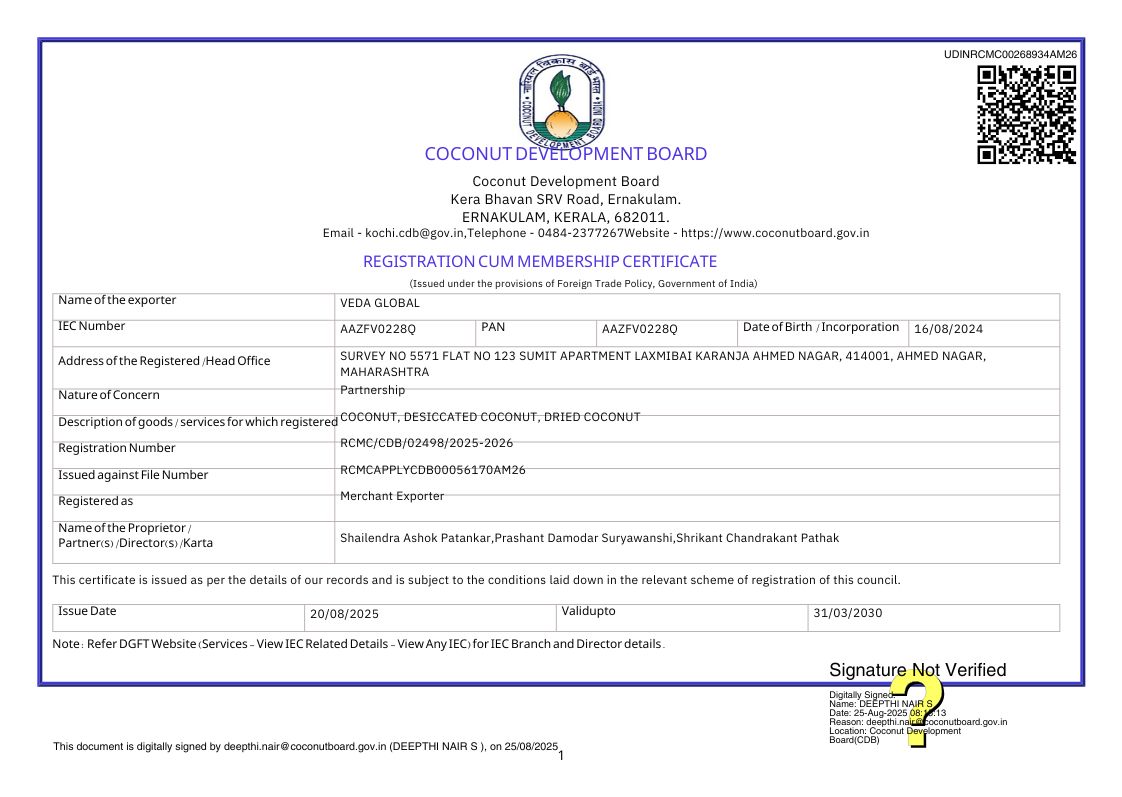 UDINRCMC00268934AM26
नारियल विकास बोर्ड भारत
COCONUT DEVELOPMENT BOARD INDIA
COCONUT DEVELOPMENT BOARD
Coconut Development Board
Kera Bhavan SRV Road, Ernakulam.
ERNAKULAM, KERALA, 682011.
Email - kochi.cdb@gov.in,Telephone - 0484-2377267Website - https://www.coconutboard.gov.in
REGISTRATION CUM MEMBERSHIP CERTIFICATE
(Issued under the provisions of Foreign Trade Policy, Government of India)
Name of the exporter VEDA GLOBAL
IEC Number AAZFV0228Q PAN AAZFV0228Q Date of Birth / Incorporation 16/08/2024
Address of the Registered /Head Office SURVEY NO 5571 FLAT NO 123 SUMIT APARTMENT LAXMIBAI KARANJA AHMED NAGAR, 414001, AHMED NAGAR,
MAHARASHTRA
Nature of Concern Partnership
Description of goods / services for which registered COCONUT, DESICCATED COCONUT, DRIED COCONUT
Registration Number RCMC/CDB/02498/2025-2026
Issued against File Number RCMCAPPLYCDB00056170AM26
Registered as Merchant Exporter
Name of the Proprietor /
Partner(s) /Director(s) /Karta Shailendra Ashok Patankar,Prashant Damodar Suryawanshi,Shrikant Chandrakant Pathak
This certificate is issued as per the details of our records and is subject to the conditions laid down in the relevant scheme of registration of this council.
Issue Date 20/08/2025 Validupto 31/03/2030
Note : Refer DGFT Website (Services – View IEC Related Details – View Any IEC) for IEC Branch and Director details .
Signature Not Verified
Digitally Signed.
Name: DEEPTHI NAIR S
Date: 25-Aug-2025 08: :13
Reason: deepthi.nair@coconutboard.gov.in
Location: Coconut Development
Board(CDB)
This document is digitally signed by deepthi.nair@coconutboard.gov.in (DEEPTHI NAIR S ), on 25/08/2025
1